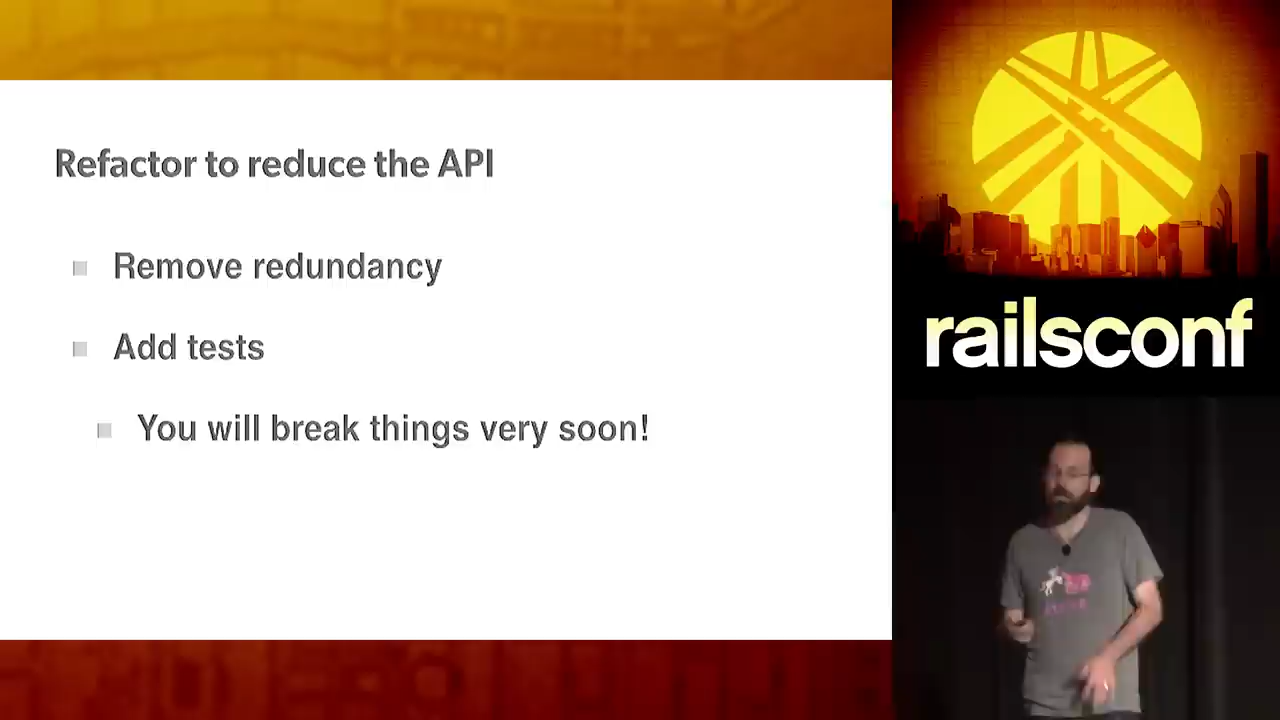 Refactor to reduce the API
Remove redundancy
Add tests
You will break things very soon!
railsconf